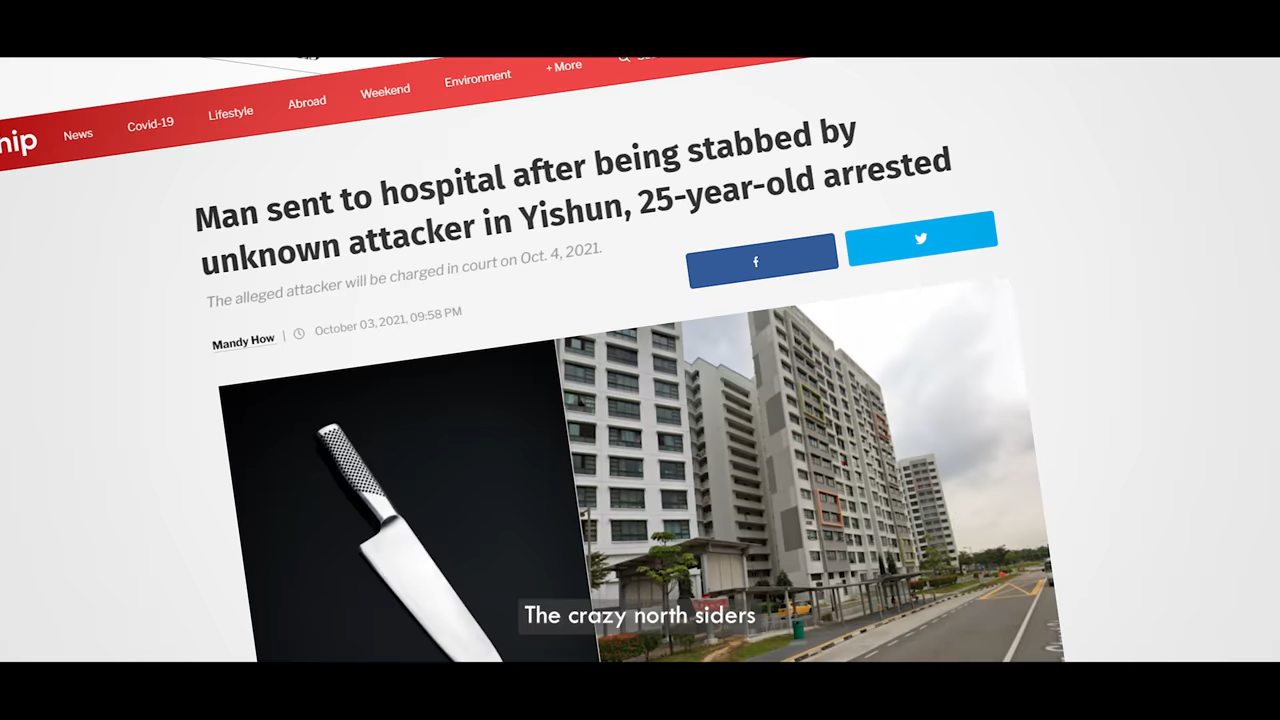 News
Covid-19
Lifestyle
Abroad
Weekend
Environment
+ More
Man sent to hospital after being stabbed by
unknown attacker in Yishun, 25-year-old arrested
The alleged attacker will be charged in court on Oct. 4, 2021.
Mandy How | October 03, 2021, 09:58 PM
The crazy north siders